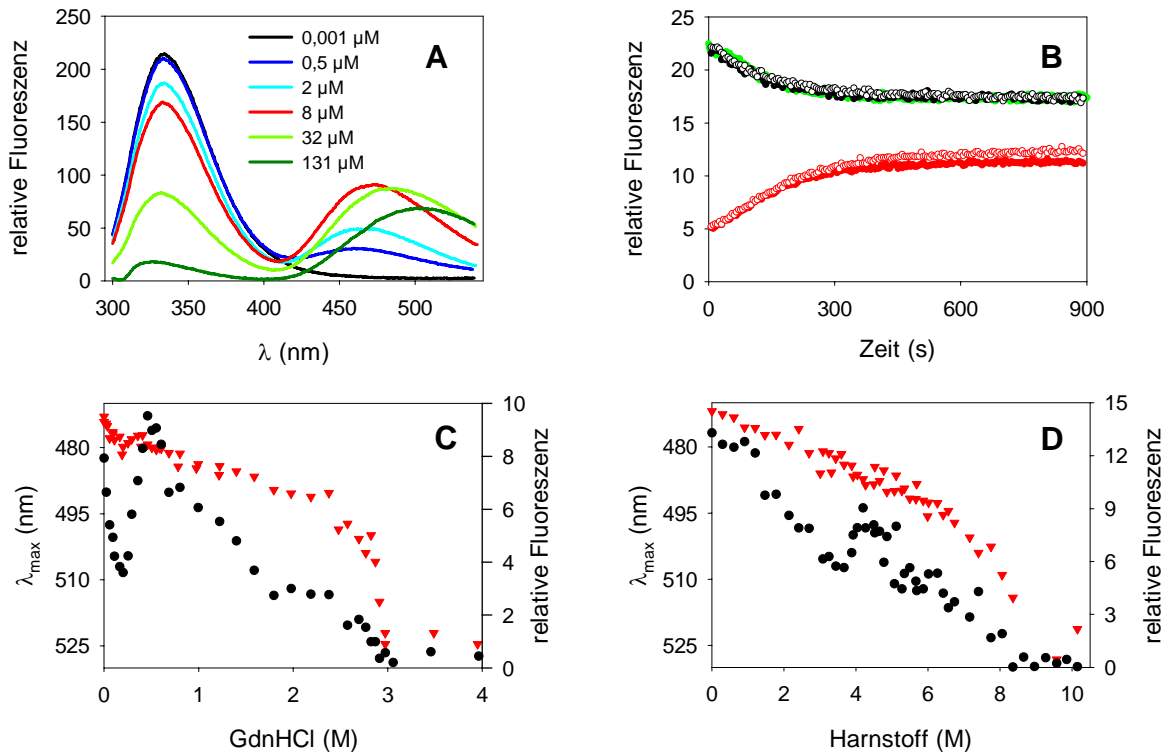 A
relative Fluoreszenz
250
200
150
100
50
0
300
350
400
450
500
λ (nm)
0,001 µM
0,5 µM
2 µM
8 µM
32 µM
131 µM
B
relative Fluoreszenz
25
20
15
10
5
0
0
300
600
900
Zeit (s)
C
λmax (nm)
480
495
510
525
0
1
2
3
4
GdnHCl (M)
10
8
6
4
2
0
relative Fluoreszenz
D
λmax (nm)
480
495
510
525
0
2
4
6
8
10
Harnstoff (M)
15
12
9
6
3
0
relative Fluoreszenz